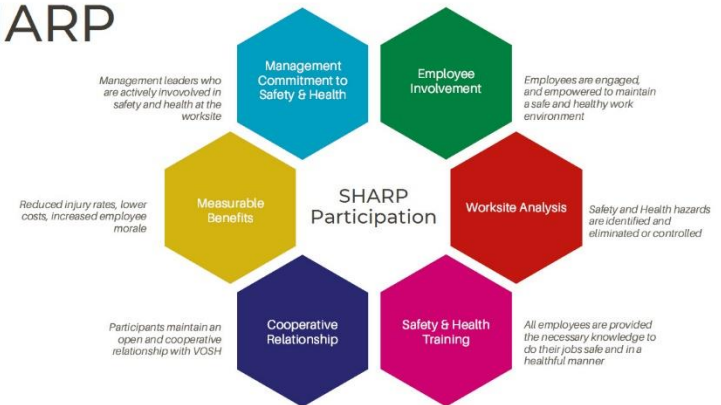 ARP
Management
Commitment to
Safety & Health
Management leaders who
are actively invovolved in
safety and health at the
worksite
Employee
Involvement
Employees are engaged,
and empowered to maintain
a safe and healthy work
environment
Measurable
Benefits
Reduced injury rates, lower
costs, increased employee
morale
SHARP
Participation
Worksite Analysis
Safety and Health hazards
are identified and
eliminated or controlled
Cooperative
Relationship
Participants maintain an
open and cooperative
relationship with VOSH
Safety & Health
Training
All employees are provided
the necessary knowledge to
do their jobs safe and in a
healthful manner